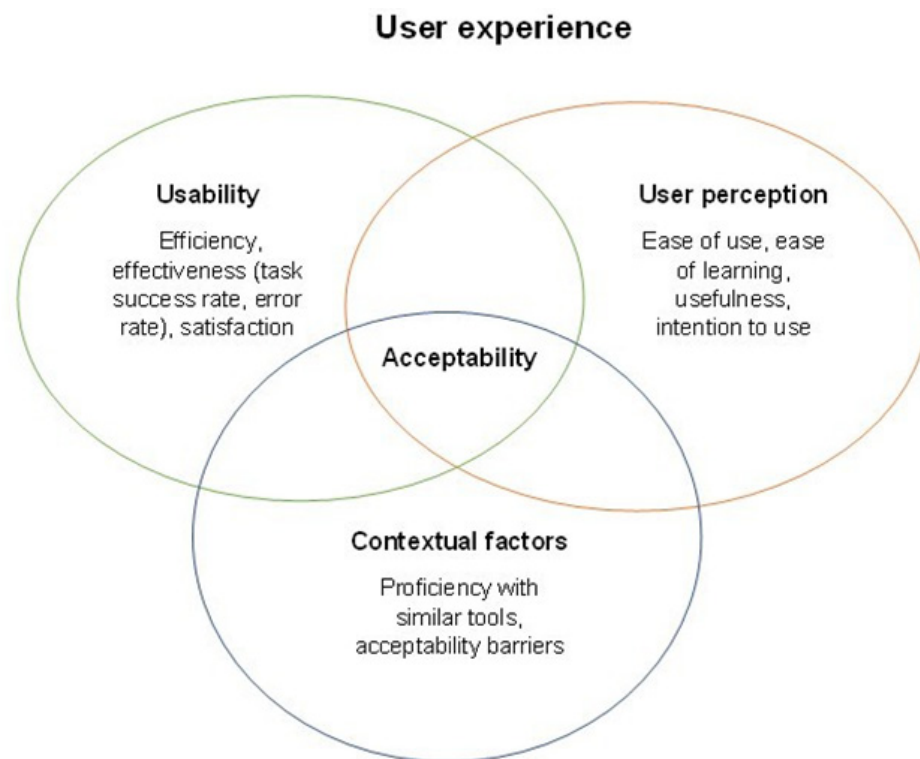 User experience
Usability
Efficiency,
effectiveness (task
success rate, error
rate), satisfaction
User perception
Ease of use, ease
of learning,
usefulness,
intention to use
Acceptability
Contextual factors
Proficiency with
similar tools,
acceptability barriers